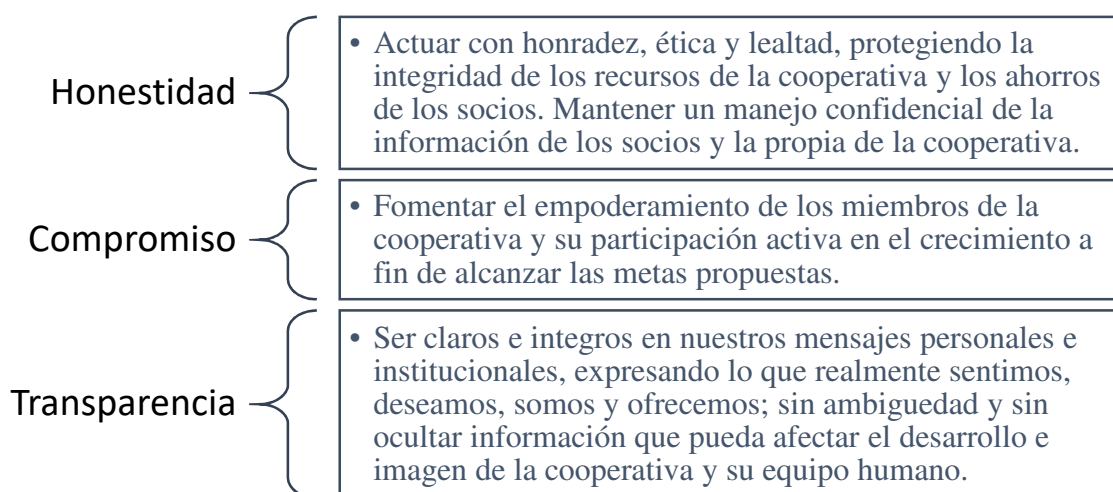 Honestidad
• Actuar con honradez, ética y lealtad, protegiendo la
integridad de los recursos de la cooperativa y los ahorros
de los socios. Mantener un manejo confidencial de la
información de los socios y la propia de la cooperativa.
Compromiso
• Fomentar el empoderamiento de los miembros de la
cooperativa y su participación activa en el crecimiento a
fin de alcanzar las metas propuestas.
Transparencia
• Ser claros e integros en nuestros mensajes personales e
institucionales, expresando lo que realmente sentimos,
deseamos, somos y ofrecemos; sin ambiguedad y sin
ocultar información que pueda afectar el desarrollo e
imagen de la cooperativa y su equipo humano.